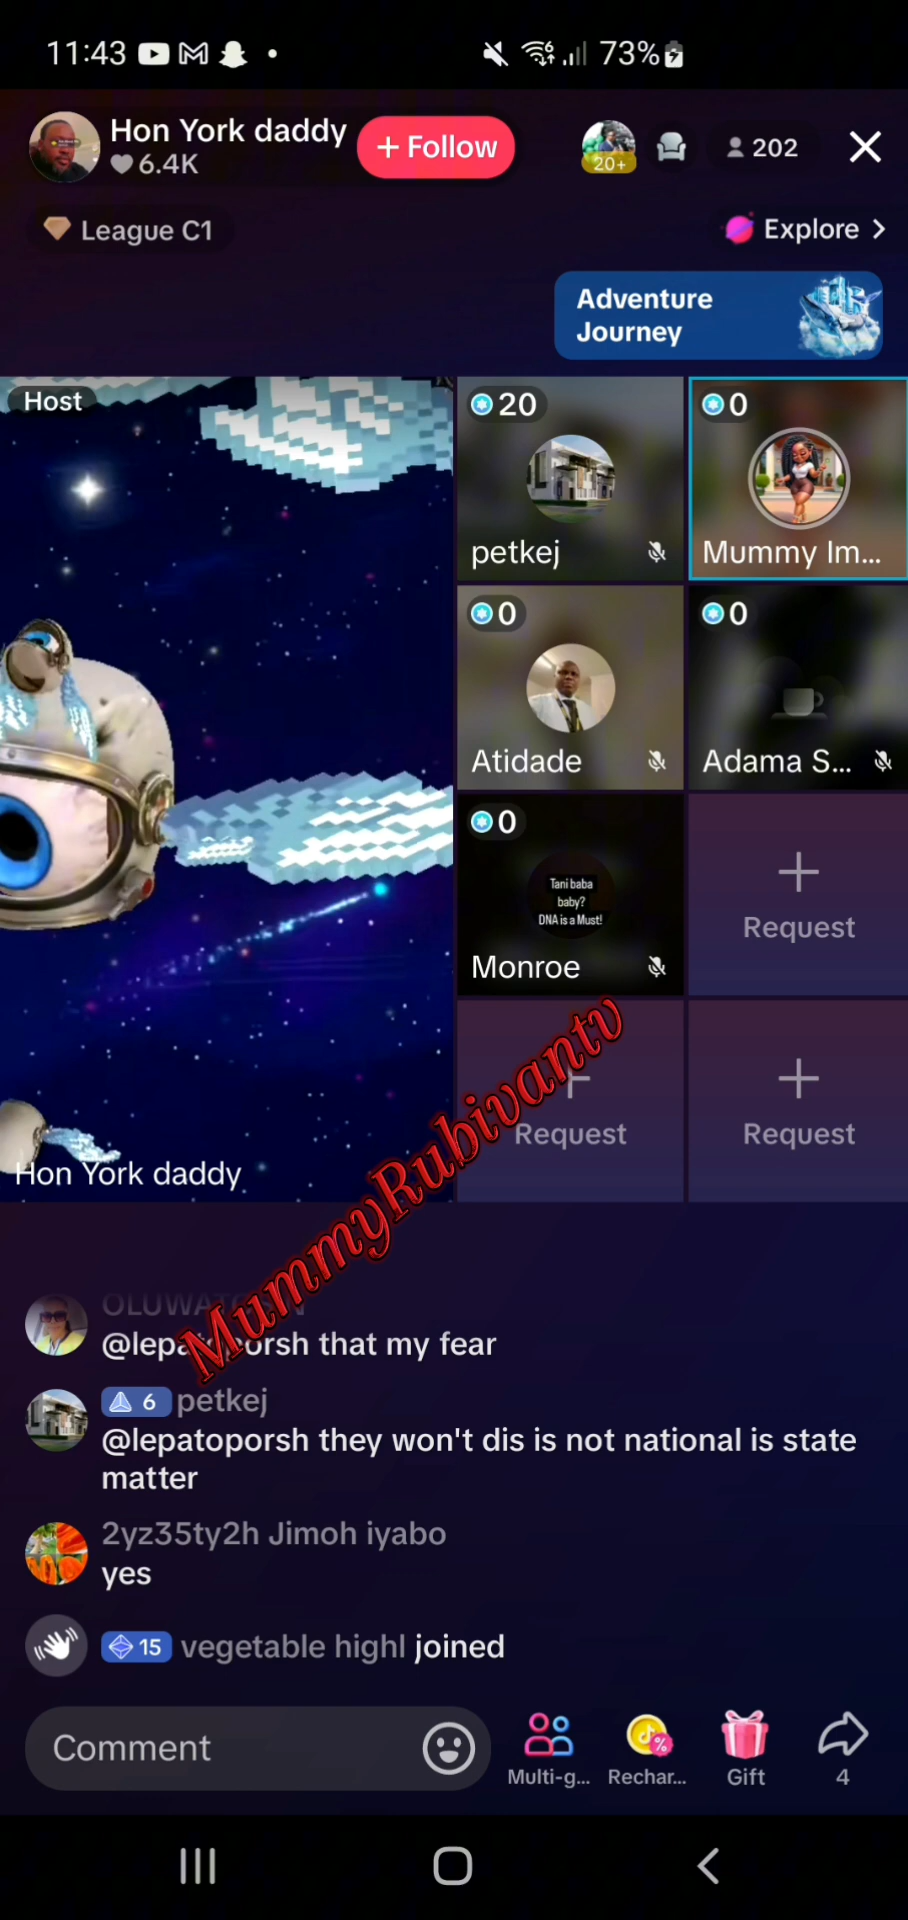 11:43
73%
Hon York daddy
6.4K
+ Follow
20+
202
League C1
Explore
Adventure
Journey
Host
20
petkej
0
Mummy Im...
0
Atidade
0
Adama S...
0
Tani baba
baby?
DNA is a Must!
Monroe
Request
Request
Request
Hon York daddy
MummyRubivantv
@lepatoporsh that my fear
6 petkej
@lepatoporsh they won't dis is not national is state
matter
2yz35ty2h Jimoh iyabo
yes
15 vegetable highl joined
Comment
Multi-g...
Rechar...
Gift
4